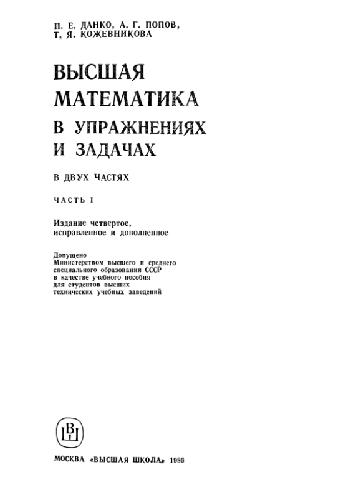 П. Е. ДАНКО, А. Г. ПОПОВ,
Т. Я. КОЖЕВНИКОВА
ВЫСШАЯ
МАТЕМАТИКА
В УПРАЖНЕНИЯХ
И ЗАДАЧАХ
В ДВУХ ЧАСТЯХ
ЧАСТЬ I
Издание четвертое,
исправленное и дополненное
Допущено
Министерством высшего и среднего
специального образования СССР
в качестве учебного пособия
для студентов высших
технических учебных заведений
МОСКВА «ВЫСШАЯ ШКОЛА»